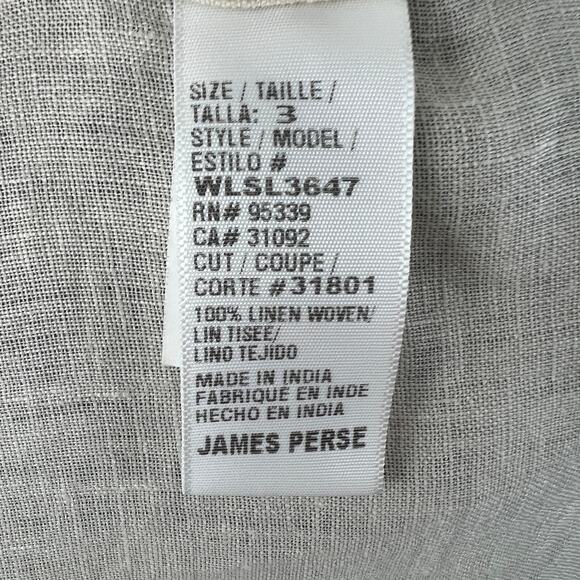 SIZE / TAILLE /
TALLA: 3
STYLE / MODEL /
ESTILO #
WLSL3647
RN# 95339
CA# 31092
CUT / COUPE /
CORTE #31801
100% LINEN WOVEN/
LIN TISEE/
LINO TEJIDO
MADE IN INDIA
FABRIQUE EN INDE
HECHO EN INDIA
JAMES PERSE